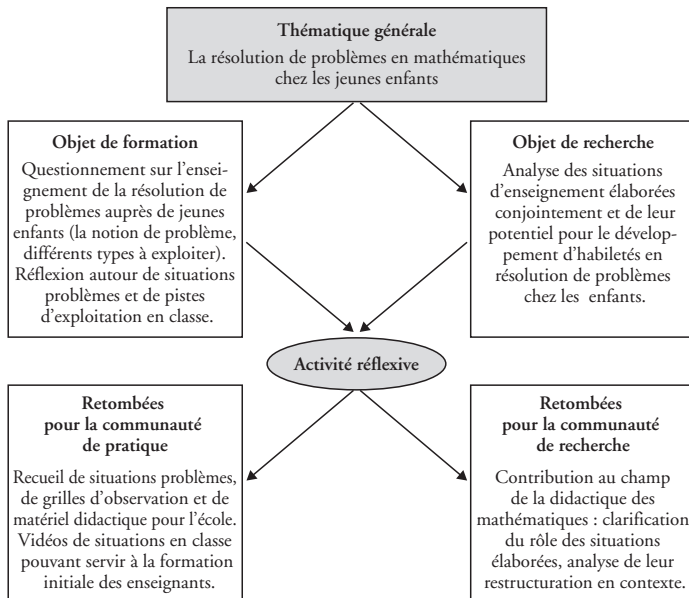 Thématique générale
La résolution de problèmes en mathématiques
chez les jeunes enfants
Objet de formation
Questionnement sur l'ensei-
gnement de la résolution de
problèmes auprès de jeunes
enfants (la notion de problème,
différents types à exploiter).
Réflexion autour de situations
problèmes et de pistes
d'exploitation en classe.
Objet de recherche
Analyse des situations
d'enseignement élaborées
conjointement et de leur
potentiel pour le dévelop-
pement d'habiletés en
résolution de problèmes
chez les enfants.
Activité réflexive
Retombées
pour la communauté
de pratique
Recueil de situations problèmes,
de grilles d'observation et de
matériel didactique pour l'école.
Vidéos de situations en classe
pouvant servir à la formation
initiale des enseignants.
Retombées
pour la communauté
de recherche
Contribution au champ
de la didactique des
mathématiques : clarification
du rôle des situations
élaborées, analyse de leur
restructuration en contexte.